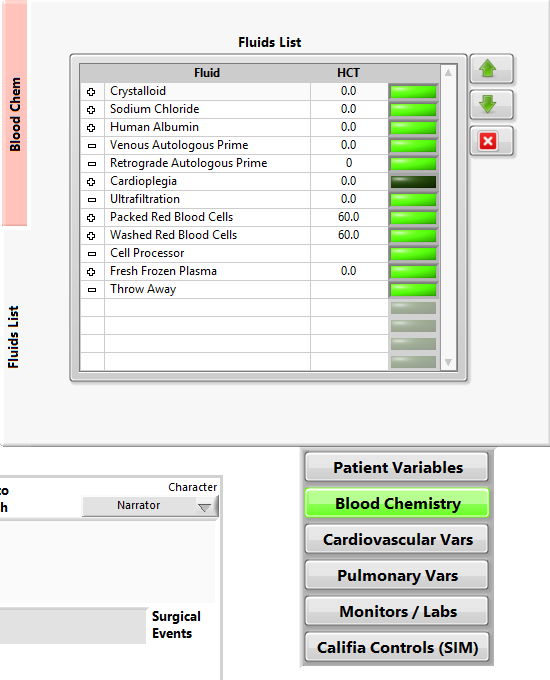 Fluids List
Blood Chem
Fluids List
Fluid HCT
Crystalloid 0.0
Sodium Chloride 0.0
Human Albumin 0.0
Venous Autologous Prime 0.0
Retrograde Autologous Prime 0
Cardioplegia 0.0
Ultrafiltration 0.0
Packed Red Blood Cells 60.0
Washed Red Blood Cells 60.0
Cell Processor
Fresh Frozen Plasma 0.0
Throw Away
Patient Variables
Blood Chemistry
Cardiovascular Vars
Pulmonary Vars
Monitors / Labs
Califia Controls (SIM)
to
h
Character
Narrator
Surgical
Events